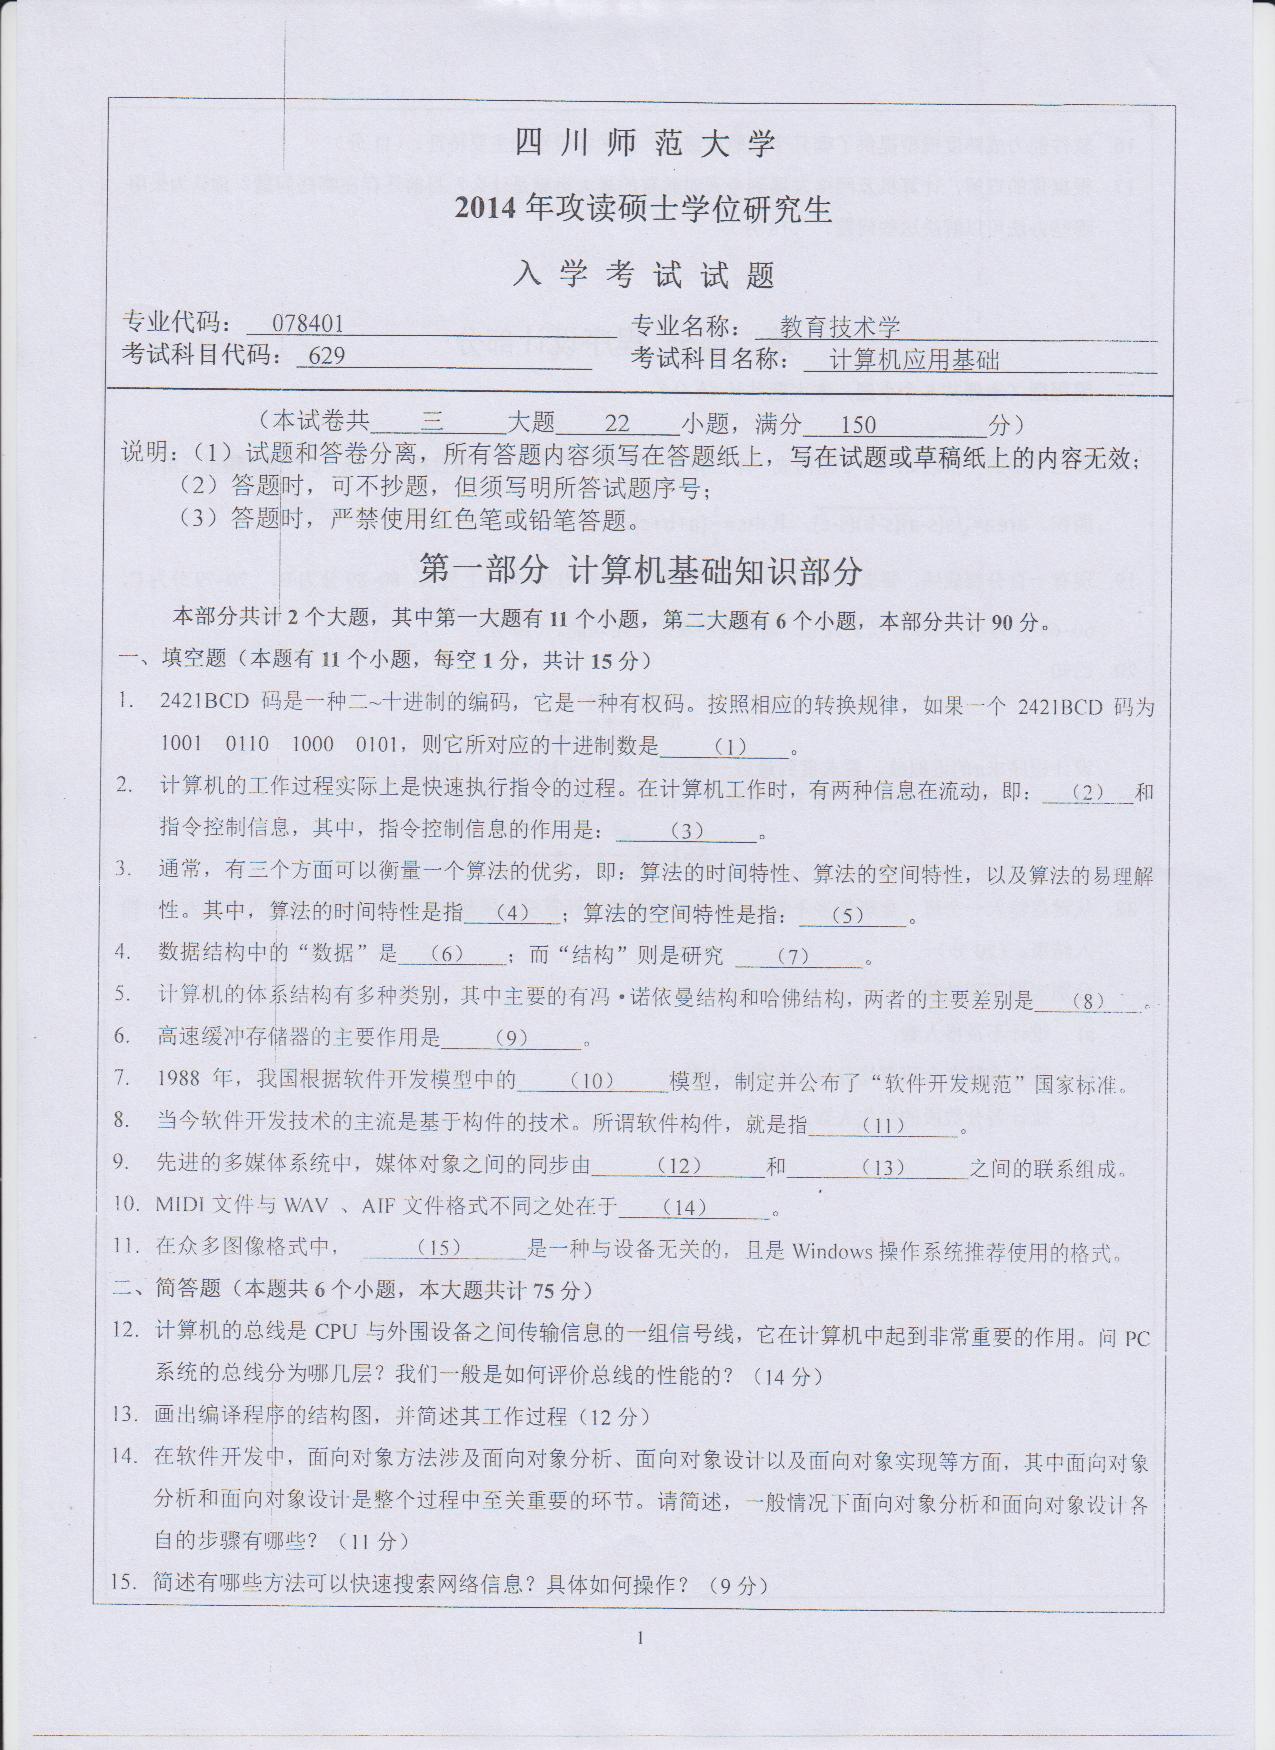 四川师范大学
2014年攻读硕士学位研究生
入学考试试题
专业代码： 078401 专业名称： 教育技术学
考试科目代码： 629 考试科目名称： 计算机应用基础
（本试卷共 三 大题 22 小题，满分 150 分）
说明：（1）试题和答卷分离，所有答题内容须写在答题纸上，写在试题或草稿纸上的内容无效；
（2）答题时，可不抄题，但须写明所答试题序号；
（3）答题时，严禁使用红色笔或铅笔答题。
第一部分 计算机基础知识部分
本部分共计2个大题，其中第一大题有11个小题，第二大题有6个小题，本部分共计90分。
一、填空题（本题有11个小题，每空1分，共计15分）
1. 2421BCD 码是一种二~十进制的编码，它是一种有权码。按照相应的转换规律，如果一个 2421BCD 码为
1001 0110 1000 0101，则它所对应的十进制数是 （1） 。
2. 计算机的工作过程实际上是快速执行指令的过程。在计算机工作时，有两种信息在流动，即： （2） 和
指令控制信息，其中，指令控制信息的作用是： （3） 。
3. 通常，有三个方面可以衡量一个算法的优劣，即：算法的时间特性、算法的空间特性，以及算法的易理解
性。其中，算法的时间特性是指 （4） ；算法的空间特性是指： （5） 。
4. 数据结构中的“数据”是 （6） ；而“结构”则是研究 （7） 。
5. 计算机的体系结构有多种类别，其中主要的有冯·诺依曼结构和哈佛结构，两者的主要差别是 （8） 。
6. 高速缓冲存储器的主要作用是 （9） 。
7. 1988 年，我国根据软件开发模型中的 （10） 模型，制定并公布了“软件开发规范”国家标准。
8. 当今软件开发技术的主流是基于构件的技术。所谓软件构件，就是指 （11） 。
9. 先进的多媒体系统中，媒体对象之间的同步由 （12） 和 （13） 之间的联系组成。
10. MIDI 文件与 WAV 、AIF 文件格式不同之处在于 （14） 。
11. 在众多图像格式中， （15） 是一种与设备无关的，且是 Windows 操作系统推荐使用的格式。
二、简答题（本题共6个小题，本大题共计75分）
12. 计算机的总线是 CPU 与外围设备之间传输信息的一组信号线，它在计算机中起到非常重要的作用。问 PC
系统的总线分为哪几层？我们一般是如何评价总线的性能的？（14分）
13. 画出编译程序的结构图，并简述其工作过程（12分）
14. 在软件开发中，面向对象方法涉及面向对象分析、面向对象设计以及面向对象实现等方面，其中面向对象
分析和面向对象设计是整个过程中至关重要的环节。请简述，一般情况下面向对象分析和面向对象设计各
自的步骤有哪些？（11分）
15. 简述有哪些方法可以快速搜索网络信息？具体如何操作？（9分）
1